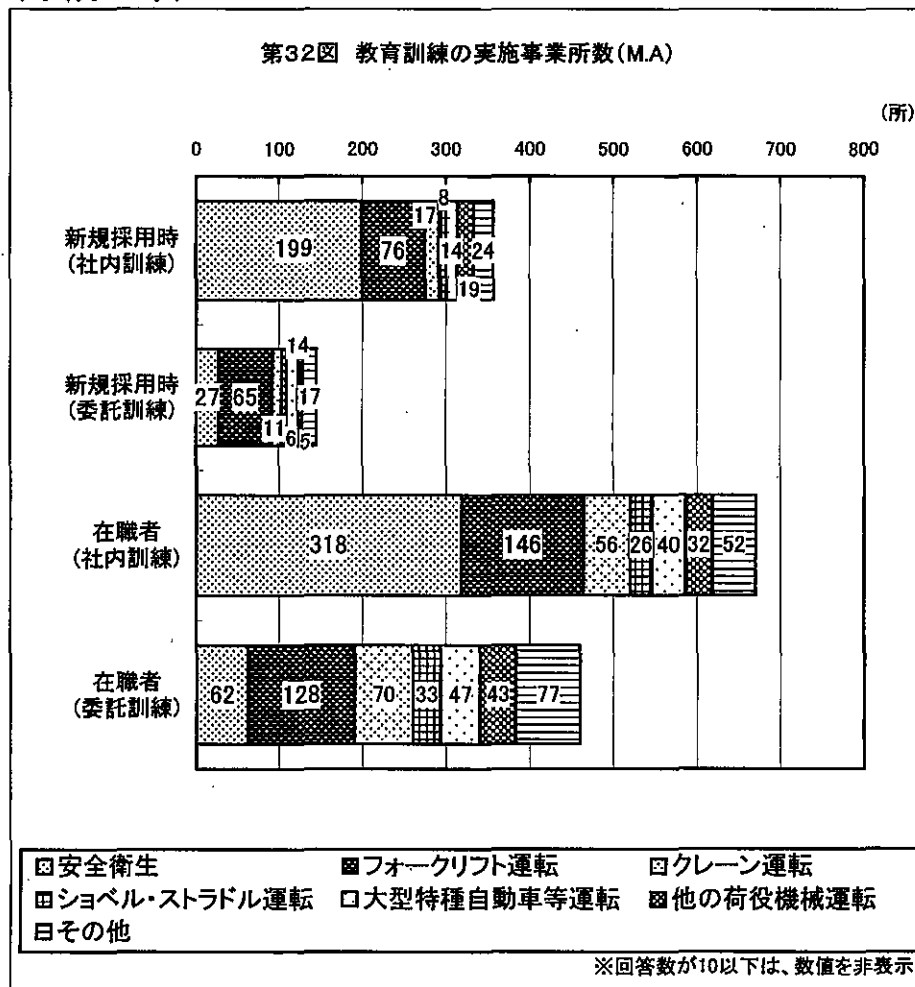 第32図 教育訓練の実施事業所数(M.A)
(所)
0 100 200 300 400 500 600 700 800
新規採用時
(社内訓練)
199 76 17 8 14 19 24
新規採用時
(委託訓練)
27 65 11 14 6 5 17
在職者
(社内訓練)
318 146 56 26 40 32 52
在職者
(委託訓練)
62 128 70 33 47 43 77
安全衛生 フォークリフト運転 クレーン運転
ショベル・ストラドル運転 大型特種自動車等運転 他の荷役機械運転
その他
※回答数が10以下は、数値を非表示